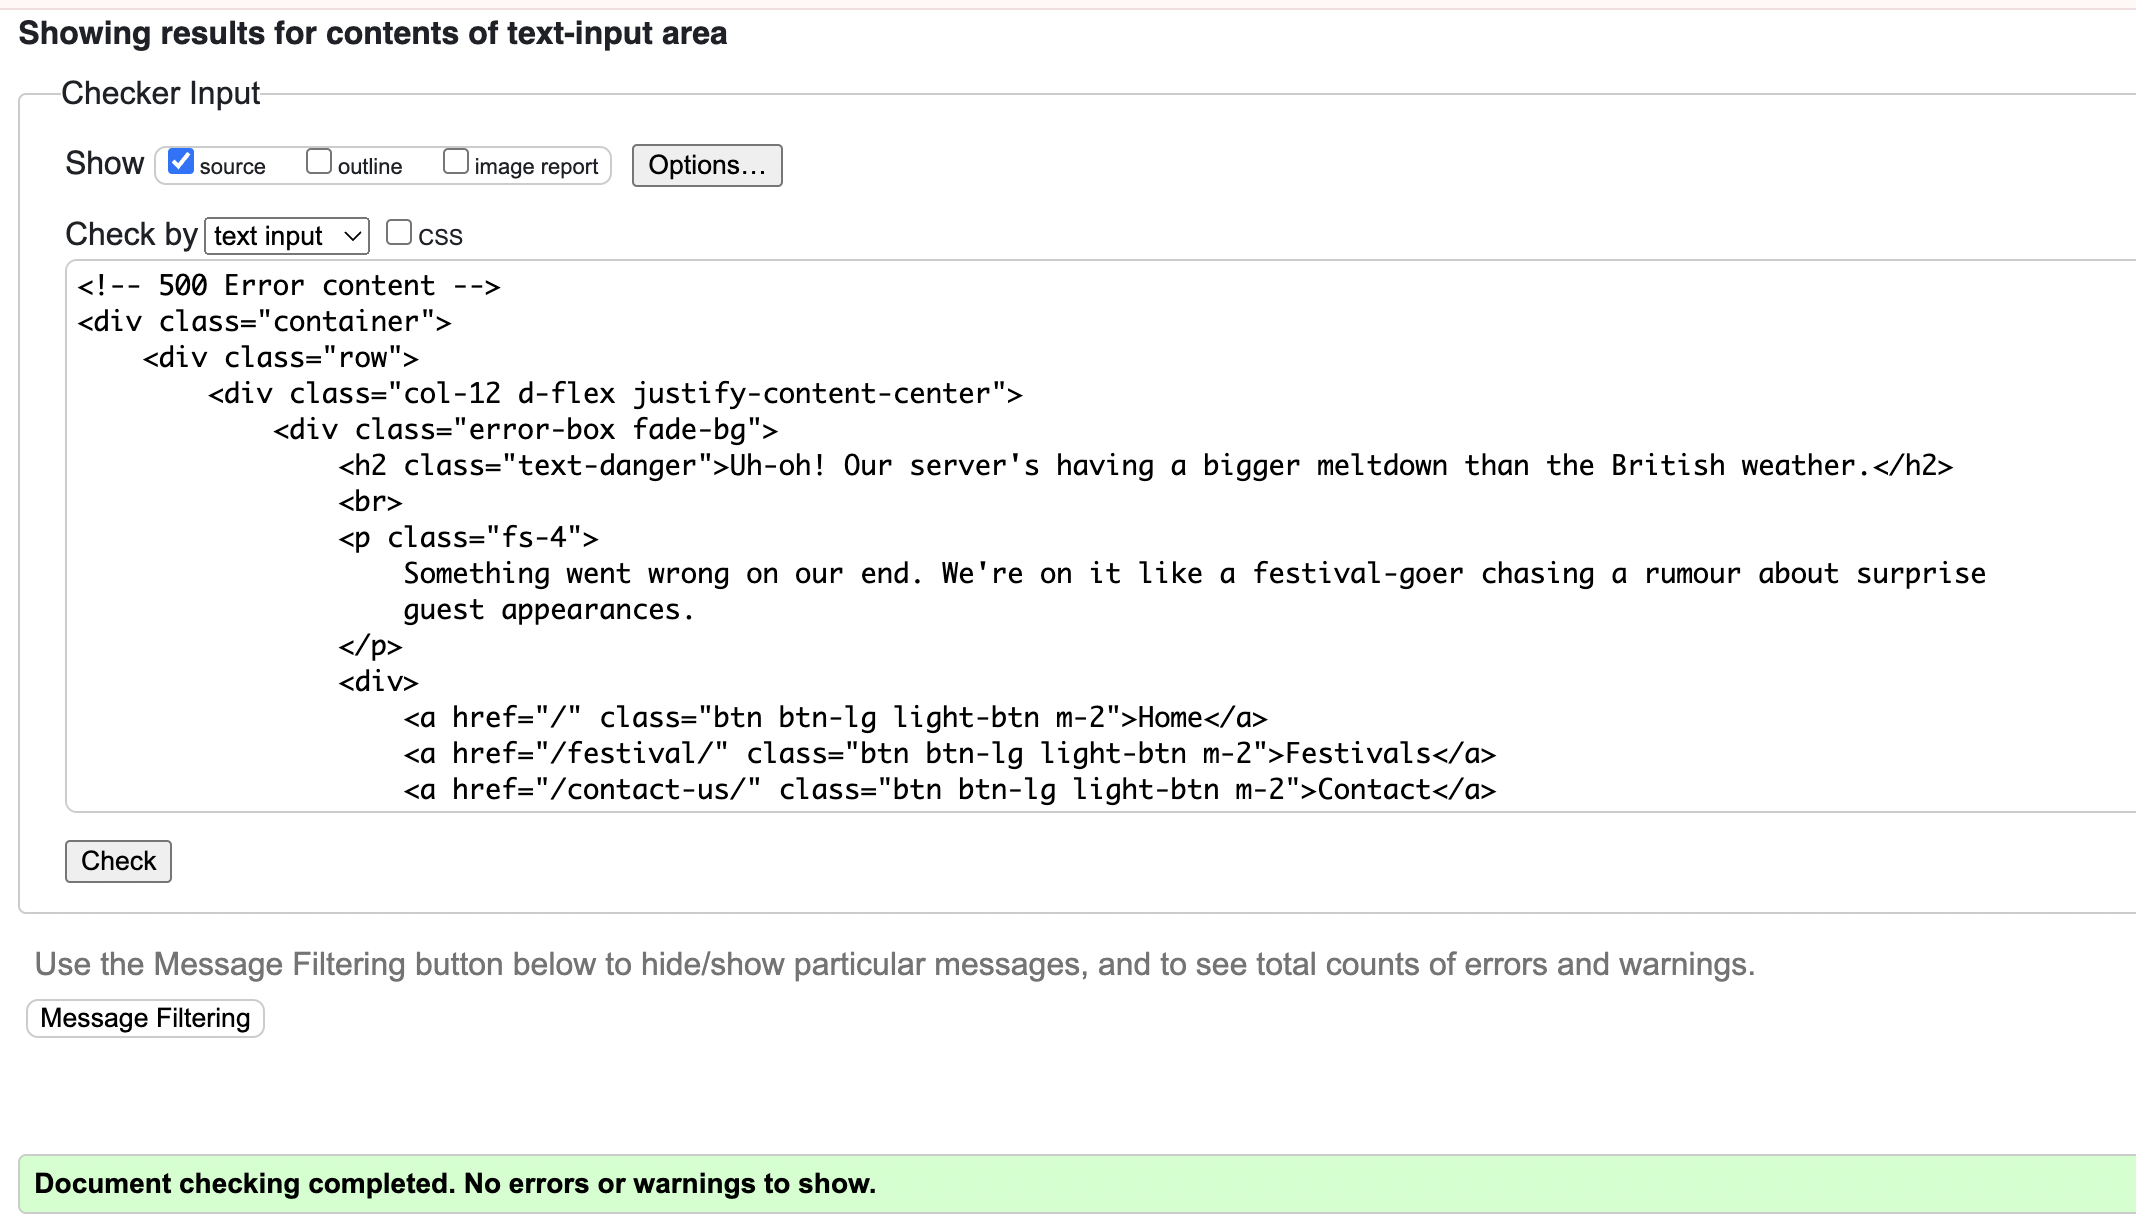 Showing results for contents of text-input area
Checker Input
Show source outline image report Options...
Check by text input CSS
<!-- 500 Error content -->
<div class="container">
    <div class="row">
        <div class="col-12 d-flex justify-content-center">
            <div class="error-box fade-bg">
                <h2 class="text-danger">Uh-oh! Our server's having a bigger meltdown than the British weather.</h2>
                <br>
                <p class="fs-4">
                    Something went wrong on our end. We're on it like a festival-goer chasing a rumour about surprise
                    guest appearances.
                </p>
                <div>
                    <a href="/" class="btn btn-lg light-btn m-2">Home</a>
                    <a href="/festival/" class="btn btn-lg light-btn m-2">Festivals</a>
                    <a href="/contact-us/" class="btn btn-lg light-btn m-2">Contact</a>
Check
Use the Message Filtering button below to hide/show particular messages, and to see total counts of errors and warnings.
Message Filtering
Document checking completed. No errors or warnings to show.